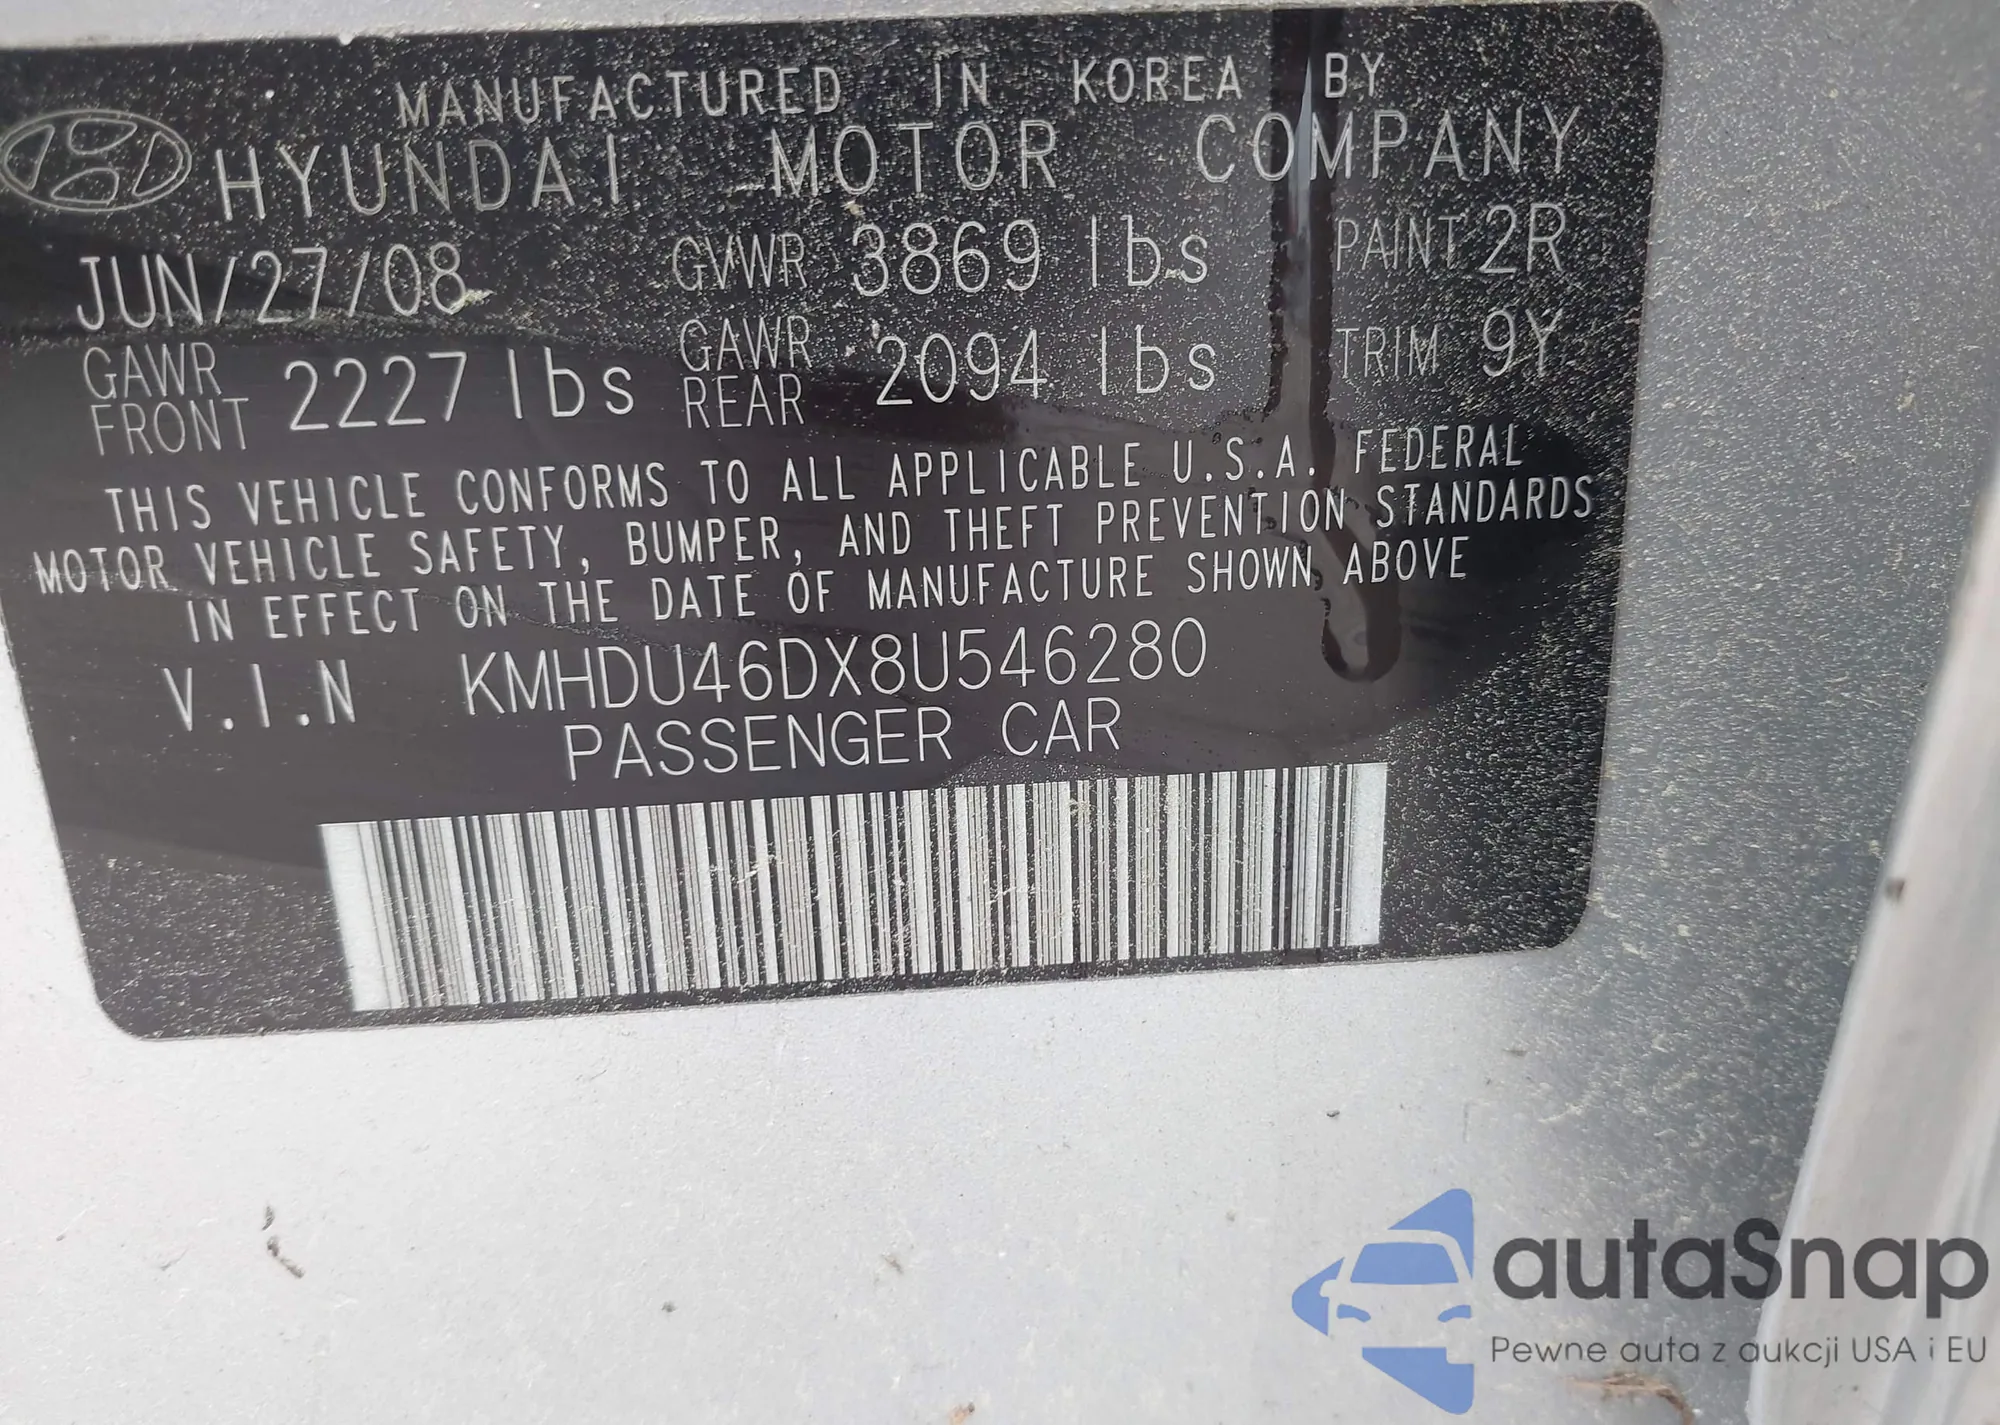 MANUFACTURED IN KOREA BY
HYUNDAI MOTOR COMPANY
JUN/27/08 GVWR 3869 lbs PAINT 2R
GAWR FRONT 2227 lbs GAWR REAR 2094 lbs TRIM 9Y
THIS VEHICLE CONFORMS TO ALL APPLICABLE U.S.A. FEDERAL
MOTOR VEHICLE SAFETY, BUMPER, AND THEFT PREVENTION STANDARDS
IN EFFECT ON THE DATE OF MANUFACTURE SHOWN ABOVE
V.I.N KMHDU46DX8U546280
PASSENGER CAR
autaSnap
Pewne auta z aukcji USA i EU